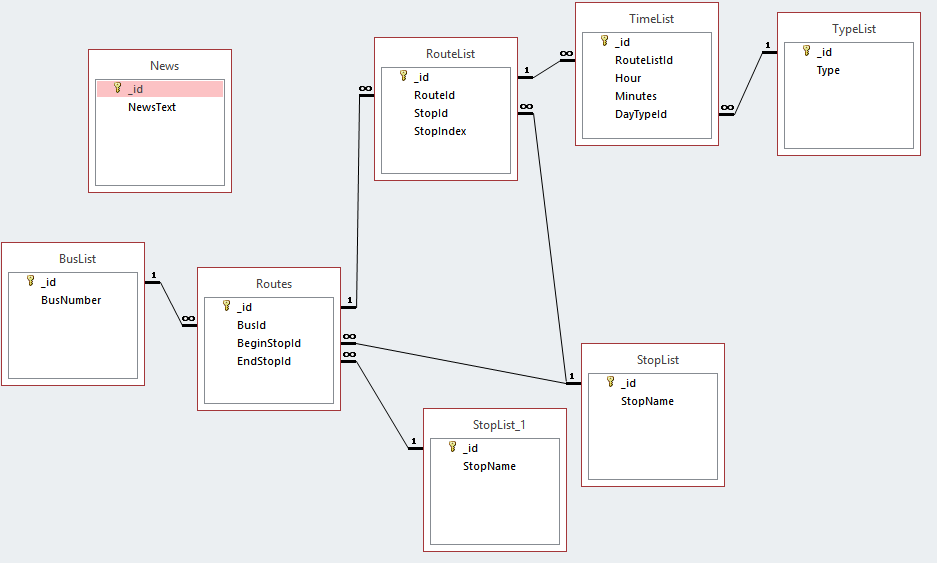 News
_id
NewsText
RouteList
_id
RouteId
StopId
StopIndex
TimeList
_id
RouteListId
Hour
Minutes
DayTypeId
TypeList
_id
Type
BusList
_id
BusNumber
Routes
_id
BusId
BeginStopId
EndStopId
StopList_1
_id
StopName
StopList
_id
StopName
1
∞
1
∞
1
∞
∞
1
∞
∞
∞
1
1